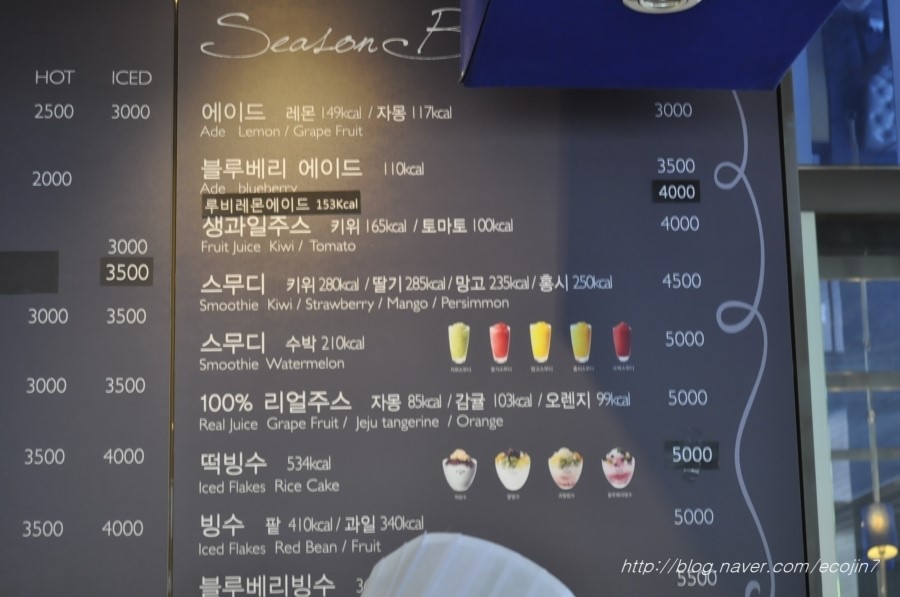 Season B
HOT ICED
2500 3000
2000
3000
3500
3000 3500
3000 3500
3500 4000
3500 4000
에이드 레몬 149kcal / 자몽 117kcal 3000
Ade Lemon / Grape Fruit
블루베리 에이드 110kcal 3500
Ade blueberry
루비레몬에이드 153Kcal 4000
생과일주스 키위 165kcal / 토마토 100kcal 4000
Fruit Juice Kiwi / Tomato
스무디 키위 280kcal / 딸기 285kcal / 망고 235kcal / 홍시 250kcal 4500
Smoothie Kiwi / Strawberry / Mango / Persimmon
스무디 수박 210kcal 5000
Smoothie Watermelon
100% 리얼주스 자몽 85kcal / 감귤 103kcal / 오렌지 99kcal 5000
Real Juice Grape Fruit / Jeju tangerine / Orange
떡빙수 534kcal 5000
Iced Flakes Rice Cake
빙수 팥 410kcal / 과일 340kcal 5000
Iced Flakes Red Bean / Fruit
블루베리빙수 5500
http://blog.naver.com/ecojin7